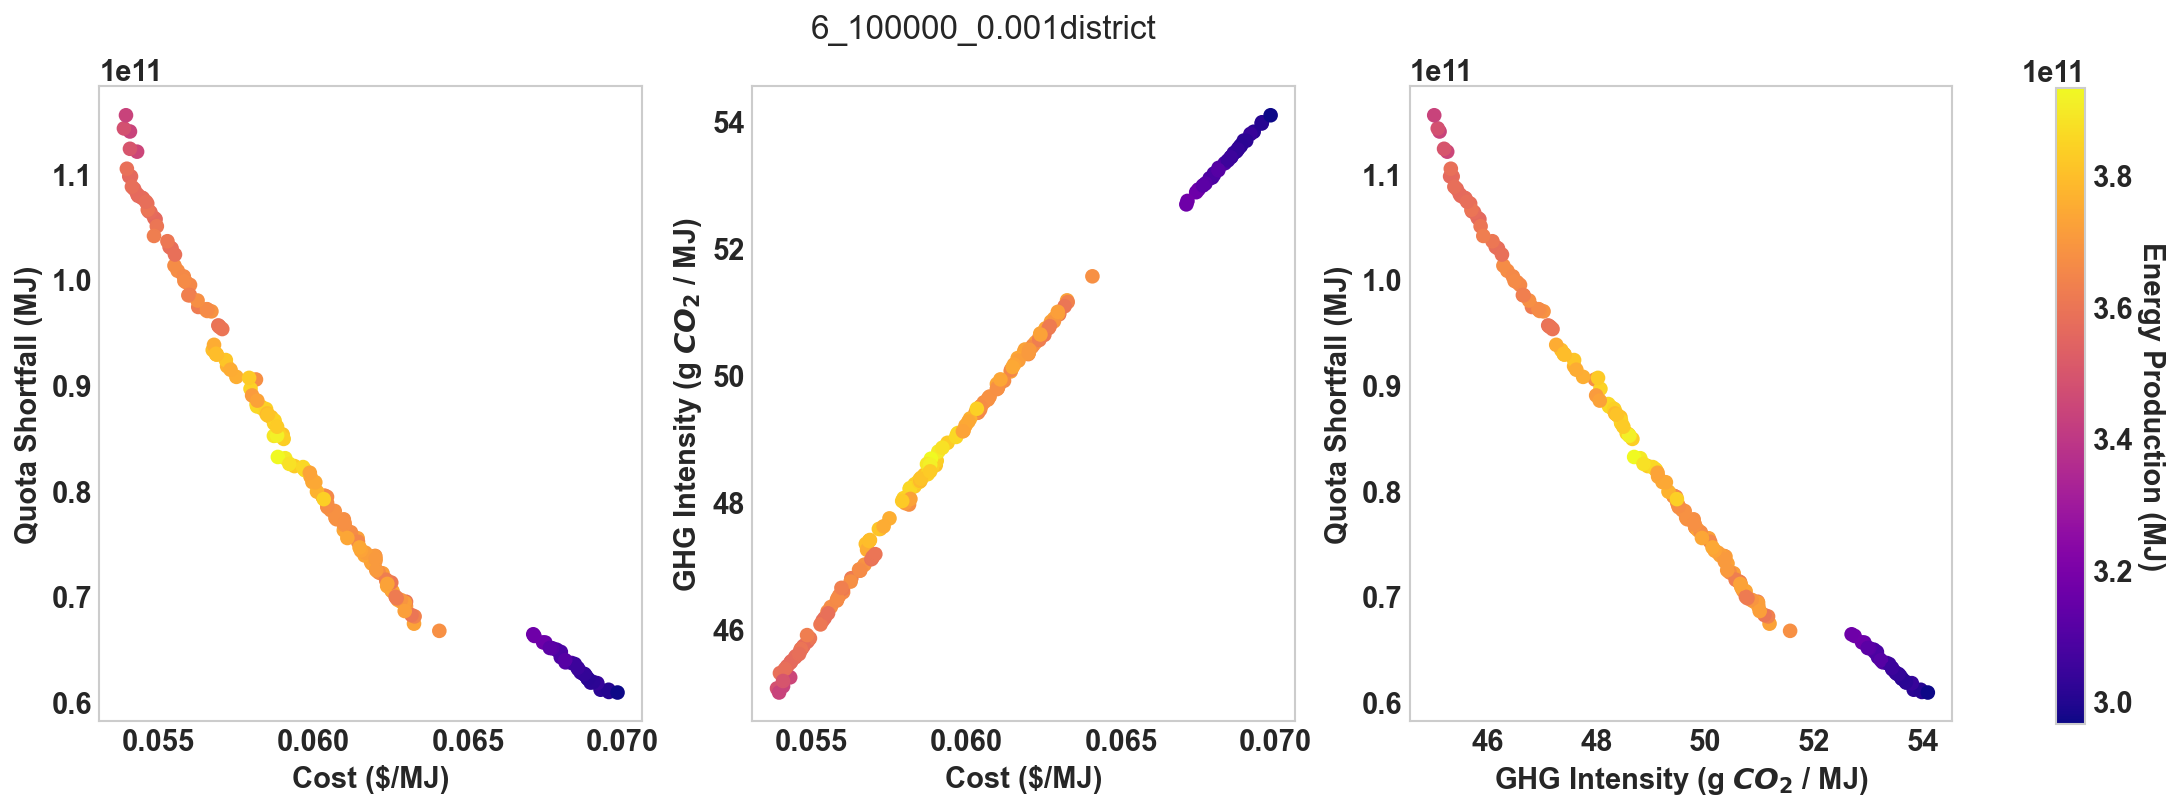 6_100000_0.001district
1e11
1.1
1.0
0.9
0.8
0.7
0.6
Quota Shortfall (MJ)
0.055 0.060 0.065 0.070
Cost ($/MJ)
54
52
50
48
46
GHG Intensity (g CO₂ / MJ)
0.055 0.060 0.065 0.070
Cost ($/MJ)
1e11
1.1
1.0
0.9
0.8
0.7
0.6
Quota Shortfall (MJ)
46 48 50 52 54
GHG Intensity (g CO₂ / MJ)
1e11
3.8
3.6
3.4
3.2
3.0
Energy Production (MJ)